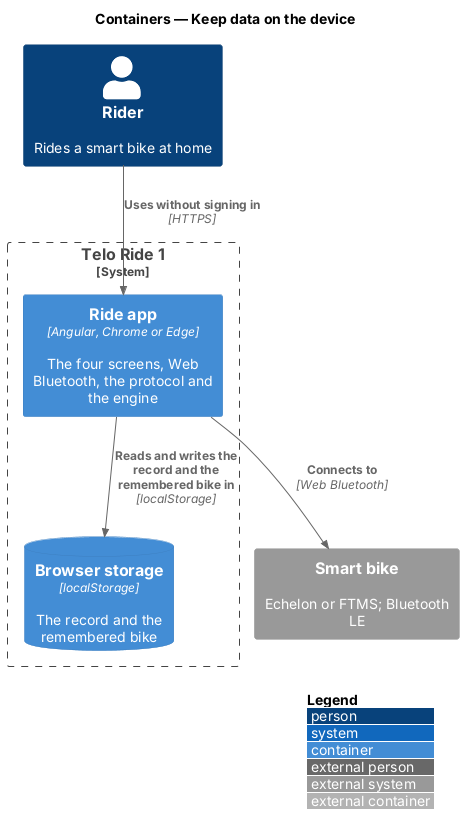 Containers — Keep data on the device
Rider
Rides a smart bike at home
Uses without signing in
[HTTPS]
Telo Ride 1
[System]
Ride app
[Angular, Chrome or Edge]
The four screens, Web
Bluetooth, the protocol and
the engine
Reads and writes the
record and the
remembered bike in
[localStorage]
Connects to
[Web Bluetooth]
Browser storage
[localStorage]
The record and the
remembered bike
Smart bike
Echelon or FTMS; Bluetooth
LE
Legend
person
system
container
external person
external system
external container